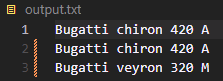 output.txt
1 Bugatti chiron 420 A
2 Bugatti chiron 420 A
3 Bugatti veyron 320 M